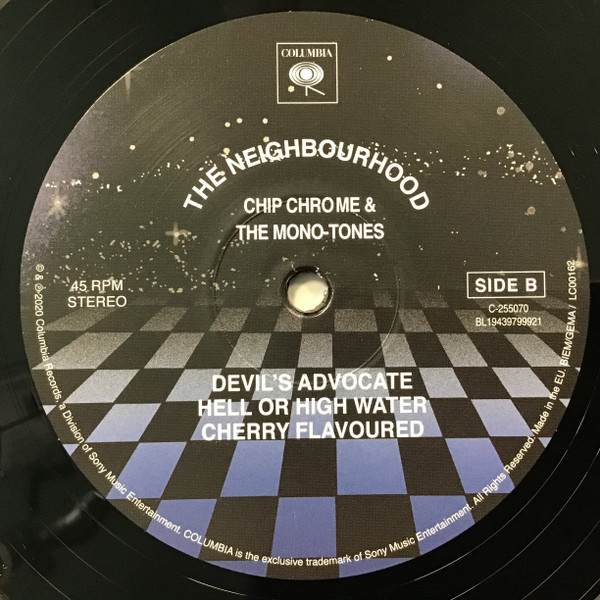 COLUMBIA
THE NEIGHBOURHOOD
CHIP CHROME &
THE MONO-TONES
45 RPM
STEREO
SIDE B
C-255070
BL19439799921
DEVIL'S ADVOCATE
HELL OR HIGH WATER
CHERRY FLAVOURED
© & ℗ 2020 Columbia Records, a Division of Sony Music Entertainment. COLUMBIA is the exclusive trademark of Sony Music Entertainment. All Rights Reserved. Made in the EU. BIEM/GEMA / LC00162